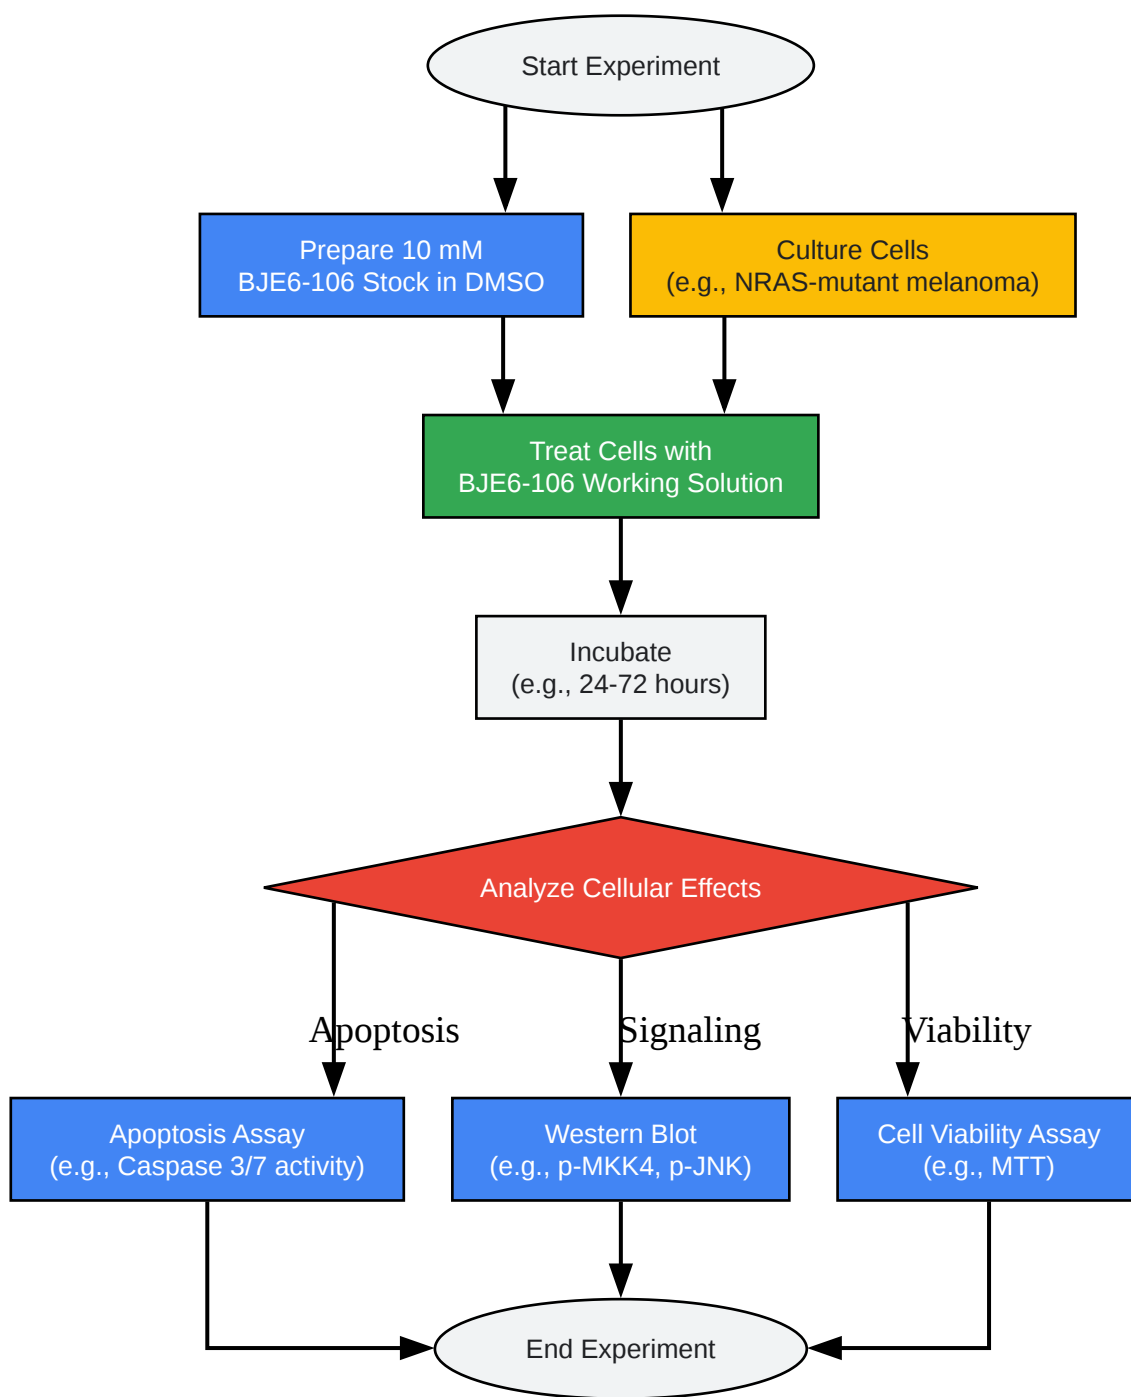 Start Experiment
Prepare 10 mM
BJE6-106 Stock in DMSO
Culture Cells
(e.g., NRAS-mutant melanoma)
Treat Cells with
BJE6-106 Working Solution
Incubate
(e.g., 24-72 hours)
Analyze Cellular Effects
Apoptosis
Signaling
Viability
Apoptosis Assay
(e.g., Caspase 3/7 activity)
Western Blot
(e.g., p-MKK4, p-JNK)
Cell Viability Assay
(e.g., MTT)
End Experiment